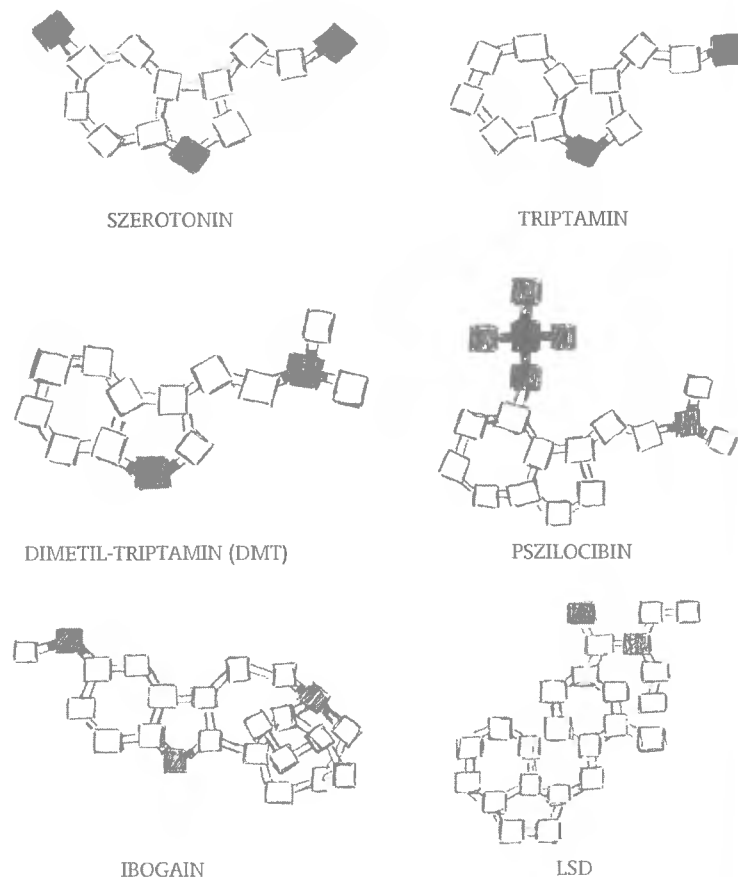 SZEROTONIN
TRIPTAMIN
DIMETIL-TRIPTAMIN (DMT)
PSZILOCIBIN
IBOGAIN
LSD